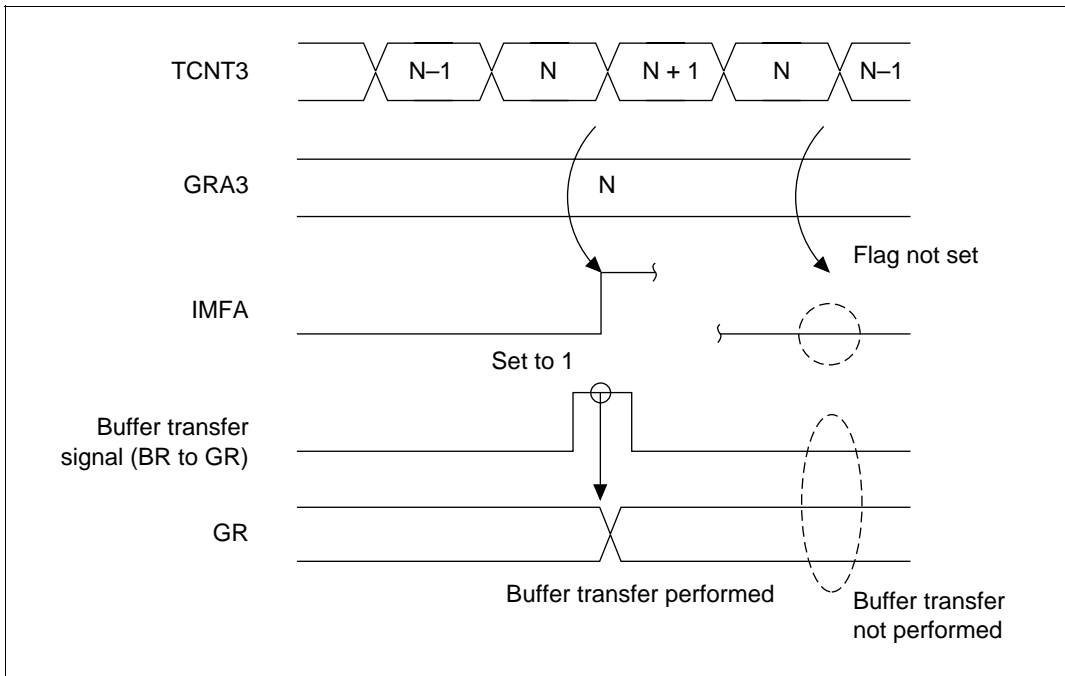 TCNT3
N–1
N
N + 1
N
N–1
GRA3
N
Flag not set
IMFA
Set to 1
Buffer transfer
signal (BR to GR)
GR
Buffer transfer performed
Buffer transfer
not performed